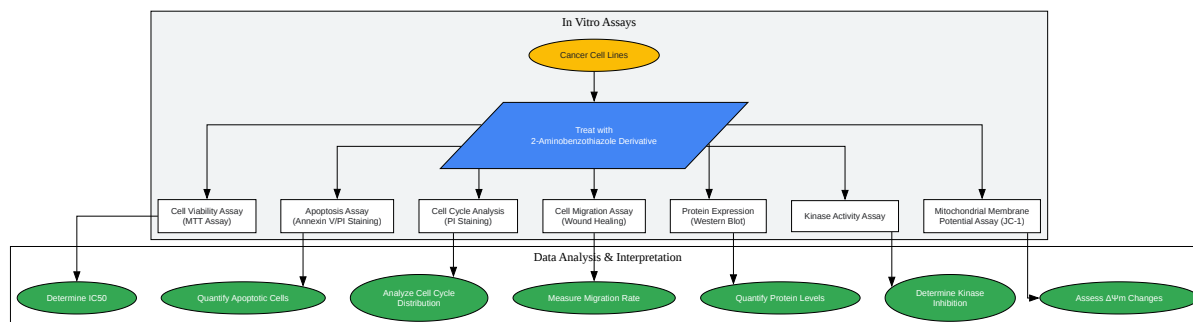 In Vitro Assays
Cancer Cell Lines
Treat with
2-Aminobenzothiazole Derivative
Cell Viability Assay
(MTT Assay)
Apoptosis Assay
(Annexin V/PI Staining)
Cell Cycle Analysis
(PI Staining)
Cell Migration Assay
(Wound Healing)
Protein Expression
(Western Blot)
Kinase Activity Assay
Mitochondrial Membrane
Potential Assay (JC-1)
Data Analysis & Interpretation
Determine IC50
Quantify Apoptotic Cells
Analyze Cell Cycle
Distribution
Measure Migration Rate
Quantify Protein Levels
Determine Kinase
Inhibition
Assess ΔΨm Changes